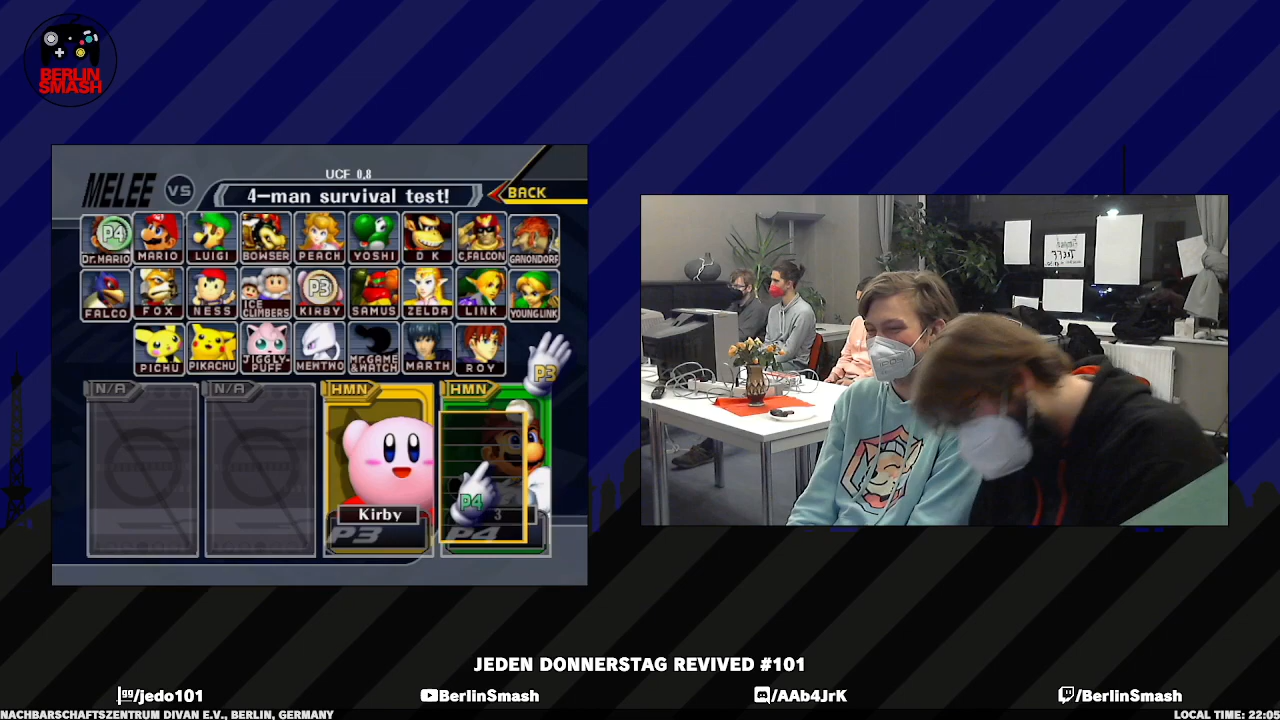 BERLIN
SMASH
UCF 0.8
MELEE VS
4-man survival test!
BACK
P4
DR.MARIO
MARIO
LUIGI
BOWSER
PEACH
YOSHI
D K
C.FALCON
GANONDORF
P3
FALCO
FOX
NESS
ICE
CLIMBERS
KIRBY
SAMUS
ZELDA
LINK
YOUNG LINK
PICHU
PIKACHU
JIGGLY-
PUFF
MEWTWO
MR.GAME
&WATCH
MARTH
ROY
P3
N/A
N/A
HMN
HMN
P4
Kirby
3
P3
P4
JEDEN DONNERSTAG REVIVED #101
gg/jedo101
BerlinSmash
/AAb4JrK
/BerlinSmash
NACHBARSCHAFTSZENTRUM DIVAN E.V., BERLIN, GERMANY
LOCAL TIME: 22:05